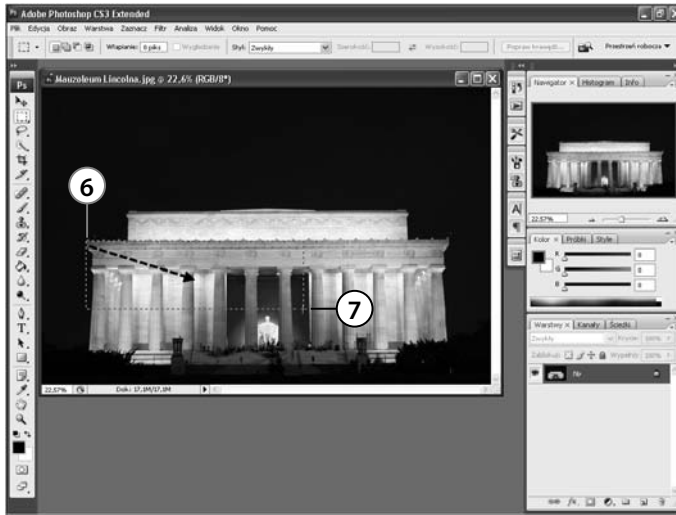 Adobe Photoshop CS3 Extended
Plik Edycja Obraz Warstwa Zaznacz Filtr Analiza Widok Okno Pomoc
Wtapianie: 0 piks Wygładzanie Styl: Zwykły Szerokość: Wysokość: Popraw krawędź... Przestrzeń robocza
Ps
Mauzoleum Lincolna.jpg @ 22,6% (RGB/8*)
Nawigator × Histogram Info
22,57%
Kolor × Próbki Style
R 0
G 0
B 0
Warstwy × Kanały Ścieżki
Zwykły Krycie: 100%
Zablokuj: Wypełn: 100%
Tło
6
7
A
T
22,57% Dok: 17,1M/17,1M